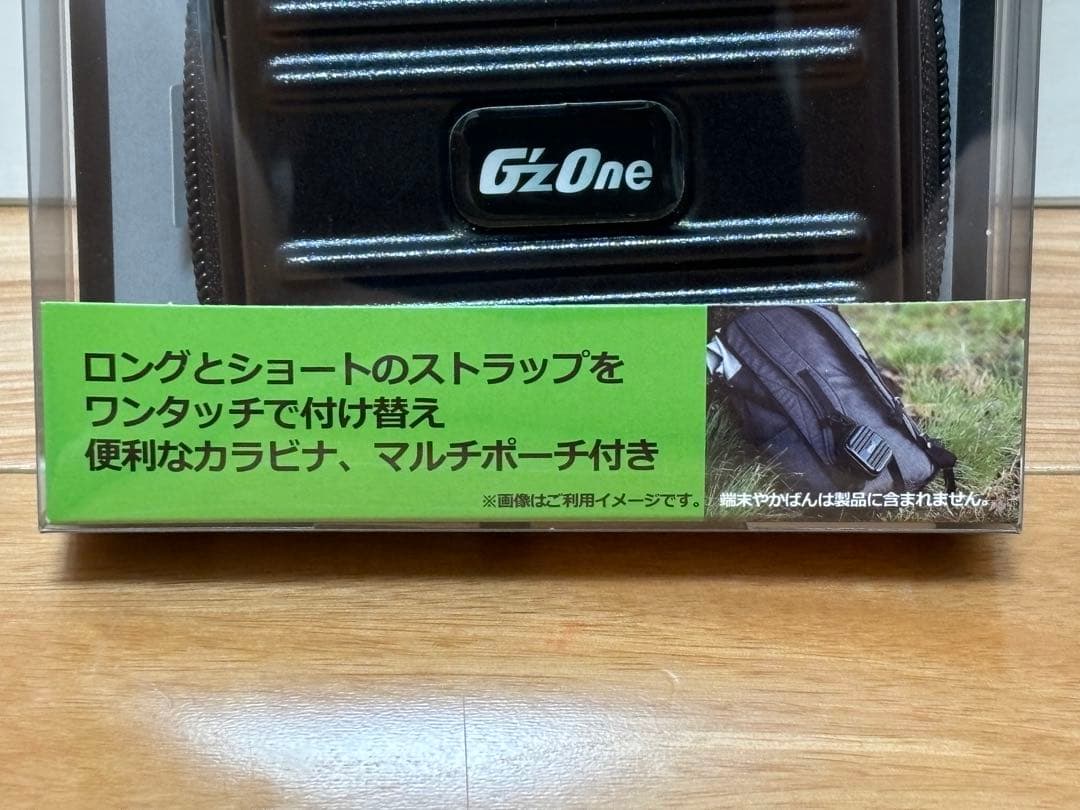 G'zOne
ロングとショートのストラップを
ワンタッチで付け替え
便利なカラビナ、マルチポーチ付き
※画像はご利用イメージです。
端末やかばんは製品に含まれません。